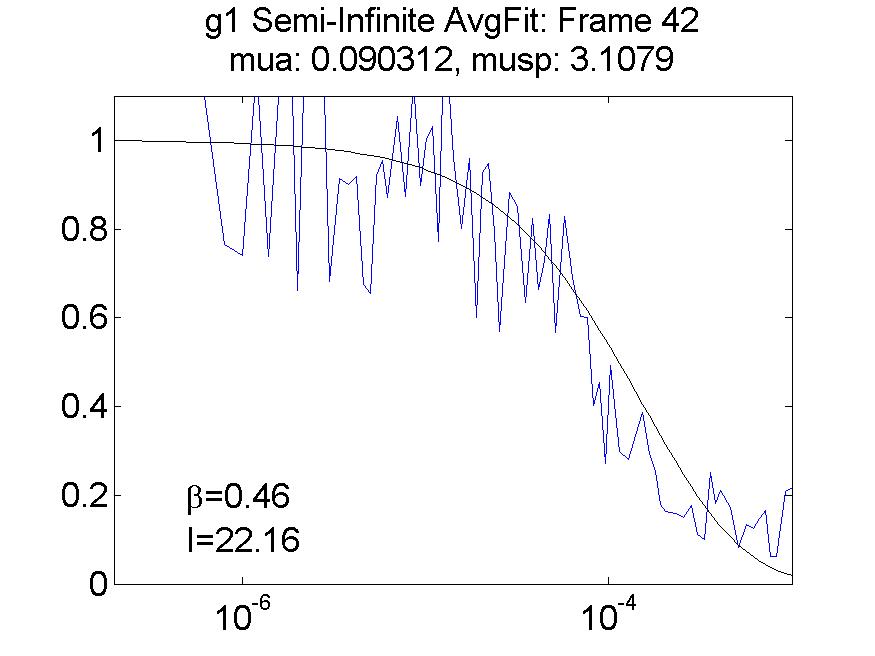 g1 Semi-Infinite AvgFit: Frame 42
mua: 0.090312, musp: 3.1079
1
0.8
0.6
0.4
0.2
0
β=0.46
I=22.16
10^-6
10^-4